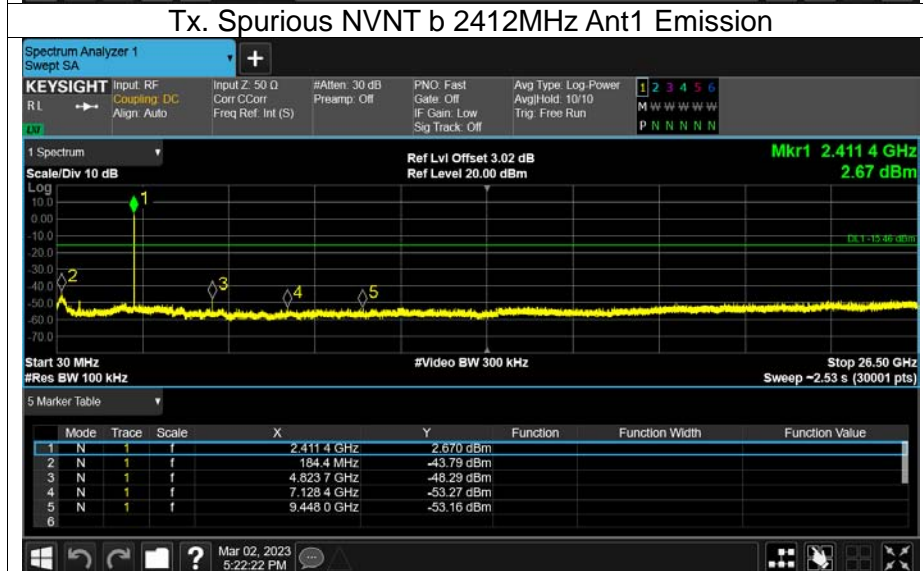 Tx. Spurious NVNT b 2412MHz Ant1 Emission
Spectrum Analyzer 1
Swept SA
+
KEYSIGHT Input: RF Input Z: 50 Ω #Atten: 30 dB PNO: Fast Avg Type: Log-Power 1 2 3 4 5 6
RL Coupling: DC Corr CCorr Preamp: Off Gate: Off Avg|Hold: 10/10 M W W W W W
Align: Auto Freq Ref: Int (S) IF Gain: Low Trig: Free Run
LXI Sig Track: Off P N N N N N
1 Spectrum Ref Lvl Offset 3.02 dB Mkr1 2.411 4 GHz
Scale/Div 10 dB Ref Level 20.00 dBm 2.67 dBm
Log
10.0 1
0.00
-10.0 DL1 -15.46 dBm
-20.0
-30.0
-40.0 2 3 4 5
-50.0
-60.0
-70.0
Start 30 MHz #Video BW 300 kHz Stop 26.50 GHz
#Res BW 100 kHz Sweep ~2.53 s (30001 pts)
5 Marker Table
Mode Trace Scale X Y Function Function Width Function Value
1 N 1 f 2.411 4 GHz 2.670 dBm
2 N 1 f 184.4 MHz -43.79 dBm
3 N 1 f 4.823 7 GHz -48.29 dBm
4 N 1 f 7.128 4 GHz -53.27 dBm
5 N 1 f 9.448 0 GHz -53.16 dBm
6
? Mar 02, 2023
5:22:22 PM